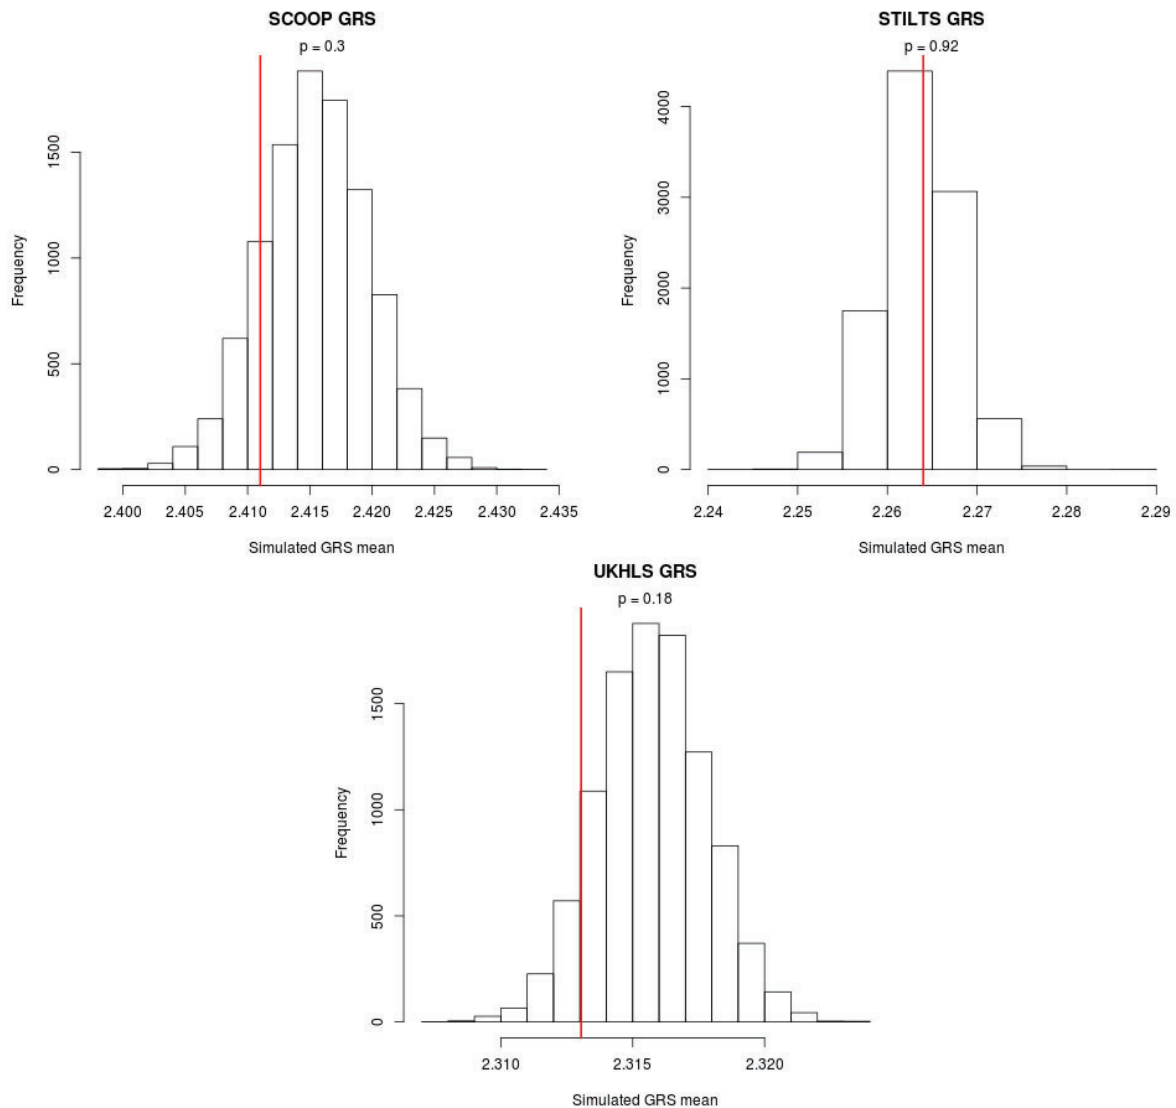 SCOOP GRS
p = 0.3
Frequency
0
500
1000
1500
2.400 2.405 2.410 2.415 2.420 2.425 2.430 2.435
Simulated GRS mean
STILTS GRS
p = 0.92
Frequency
0
1000
2000
3000
4000
2.24 2.25 2.26 2.27 2.28 2.29
Simulated GRS mean
UKHLS GRS
p = 0.18
Frequency
0
500
1000
1500
2.310 2.315 2.320
Simulated GRS mean